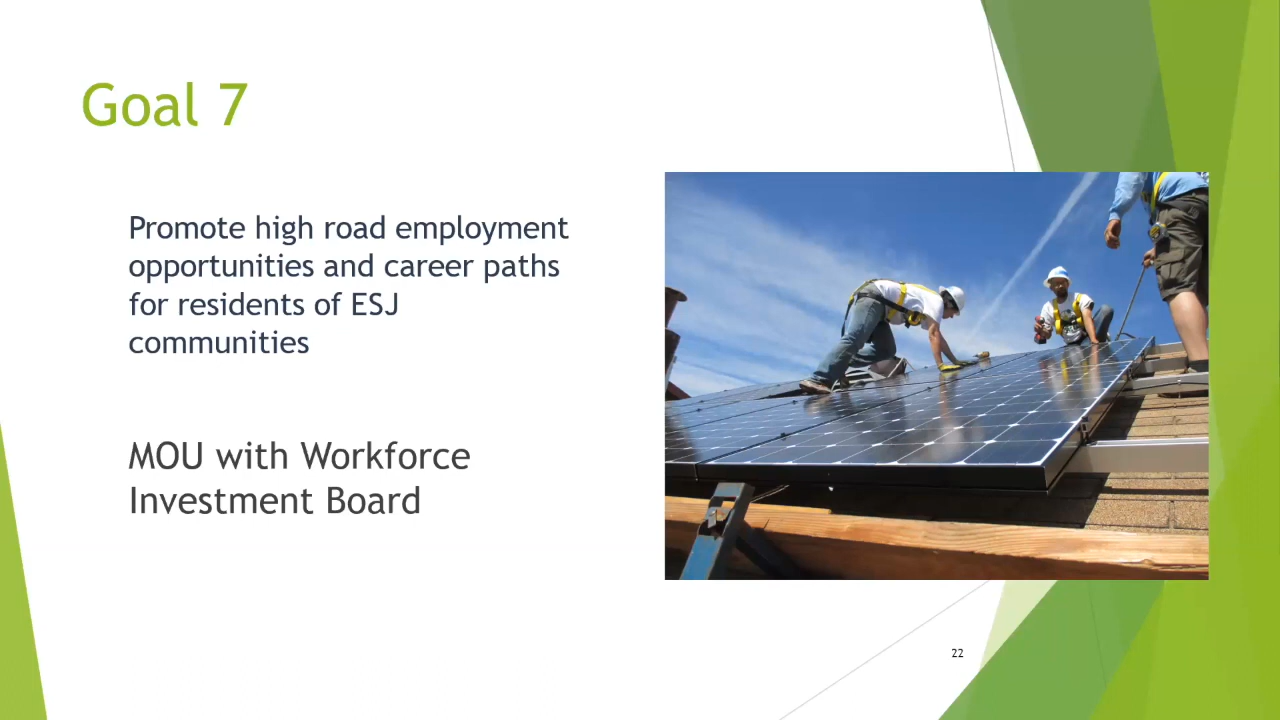 Goal 7
Promote high road employment
opportunities and career paths
for residents of ESJ
communities
MOU with Workforce
Investment Board
22